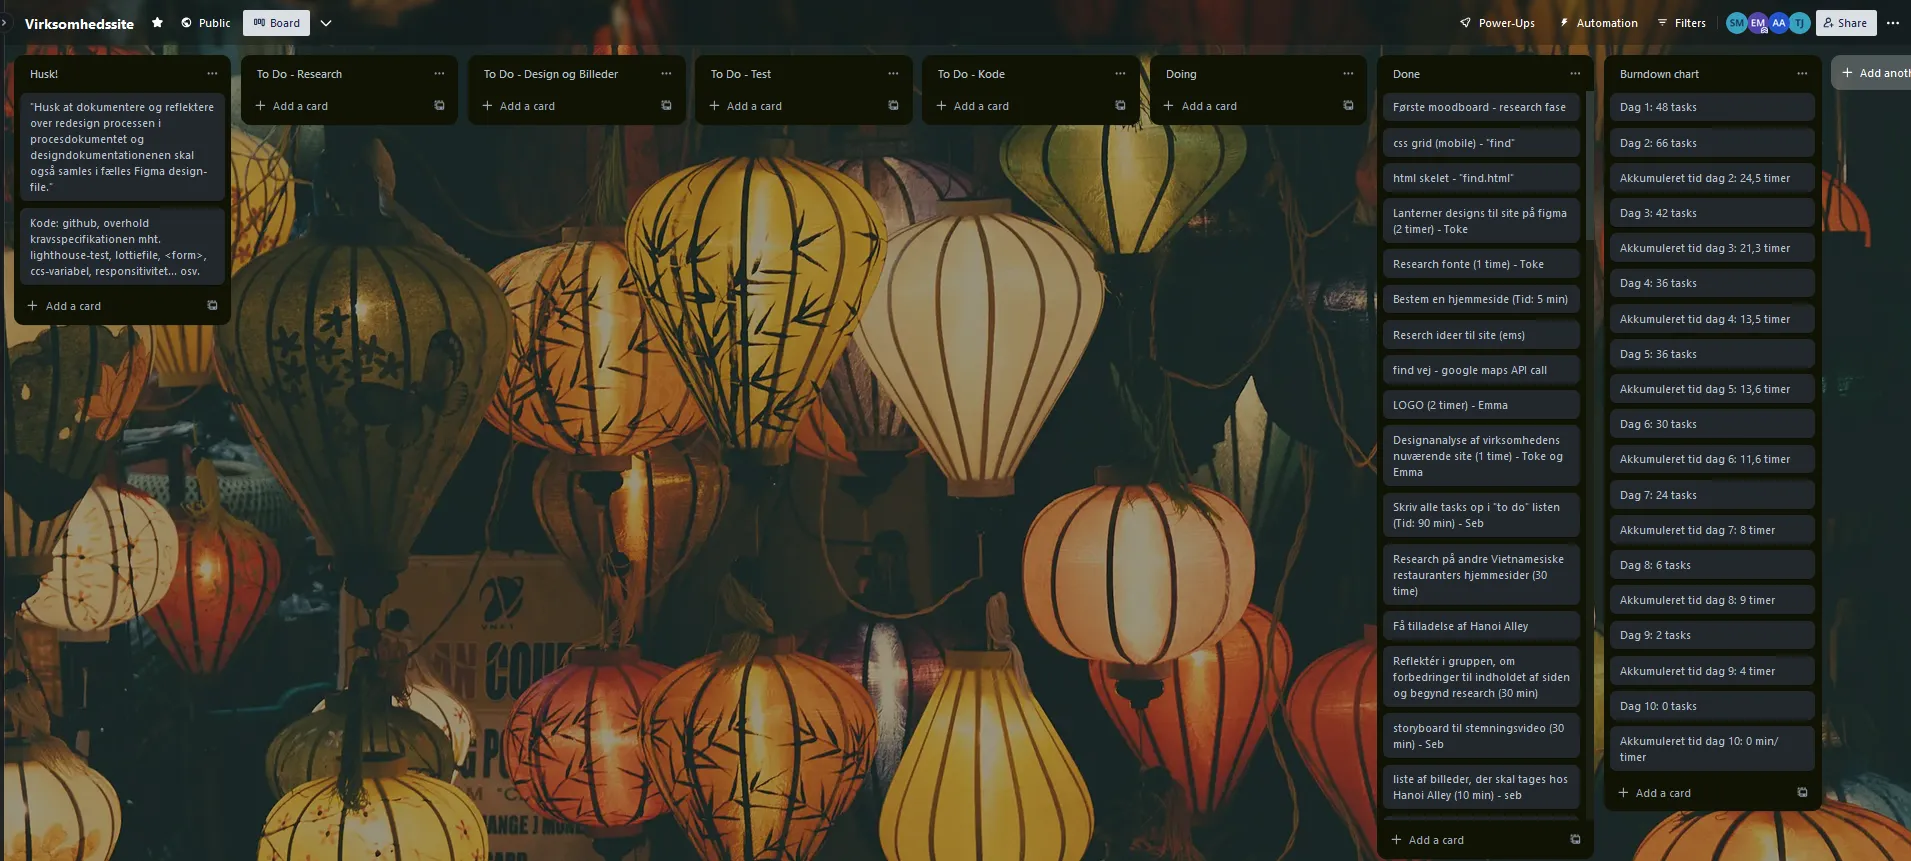 Virksomhedssite
Public
Board
Power-Ups
Automation
Filters
SM
EM
AA
TJ
Share
Husk!
"Husk at dokumentere og reflektere
over redesign processen i
procesdokumentet og
designdokumentationenen skal
også samles i fælles Figma design-
file."
Kode: github, overhold
kravsspecifikationen mht.
lighthouse-test, lottiefile, <form>,
ccs-variabel, responsitivitet... osv.
+ Add a card
To Do - Research
+ Add a card
To Do - Design og Billeder
+ Add a card
To Do - Test
+ Add a card
To Do - Kode
+ Add a card
Doing
+ Add a card
Done
Første moodboard - research fase
css grid (mobile) - "find"
html skelet - "find.html"
Lanterner designs til site på figma
(2 timer) - Toke
Research fonte (1 time) - Toke
Bestem en hjemmeside (Tid: 5 min)
Reserch ideer til site (ems)
find vej - google maps API call
LOGO (2 timer) - Emma
Designanalyse af virksomhedens
nuværende site (1 time) - Toke og
Emma
Skriv alle tasks op i "to do" listen
(Tid: 90 min) - Seb
Research på andre Vietnamesiske
restauranters hjemmesider (30
time)
Få tilladelse af Hanoi Alley
Reflektér i gruppen, om
forbedringer til indholdet af siden
og begynd research (30 min)
storyboard til stemningsvideo (30
min) - Seb
liste af billeder, der skal tages hos
Hanoi Alley (10 min) - seb
+ Add a card
Burndown chart
Dag 1: 48 tasks
Dag 2: 66 tasks
Akkumuleret tid dag 2: 24,5 timer
Dag 3: 42 tasks
Akkumuleret tid dag 3: 21,3 timer
Dag 4: 36 tasks
Akkumuleret tid dag 4: 13,5 timer
Dag 5: 36 tasks
Akkumuleret tid dag 5: 13,6 timer
Dag 6: 30 tasks
Akkumuleret tid dag 6: 11,6 timer
Dag 7: 24 tasks
Akkumuleret tid dag 7: 8 timer
Dag 8: 6 tasks
Akkumuleret tid dag 8: 9 timer
Dag 9: 2 tasks
Akkumuleret tid dag 9: 4 timer
Dag 10: 0 tasks
Akkumuleret tid dag 10: 0 min/
timer
+ Add a card
+ Add anoth